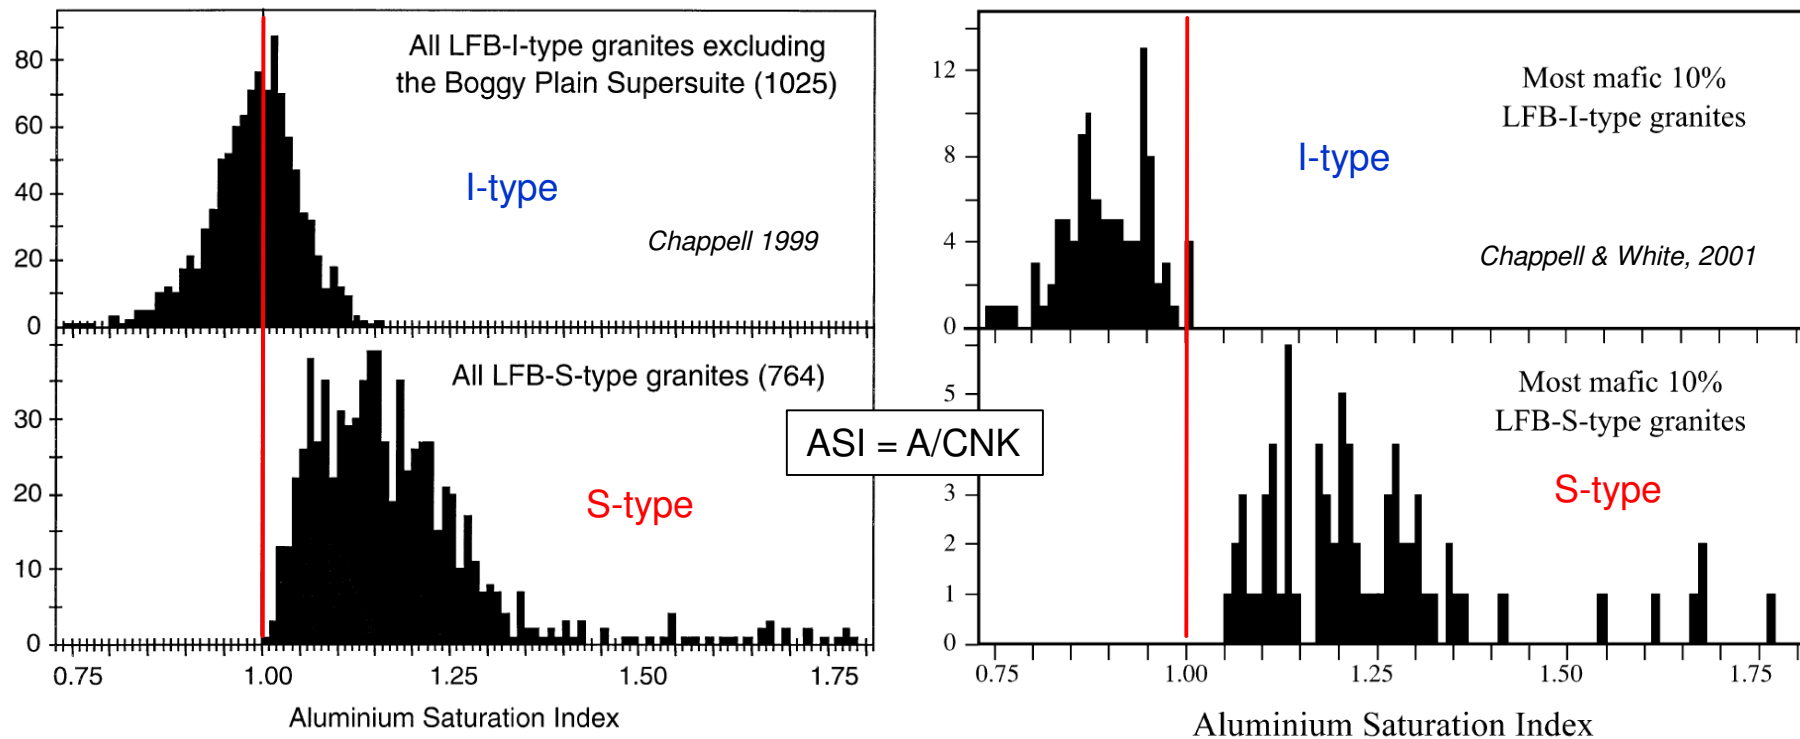 All LFB-I-type granites excluding
the Boggy Plain Supersuite (1025)
I-type
Chappell 1999
80
60
40
20
0
All LFB-S-type granites (764)
S-type
30
20
10
0
0.75 1.00 1.25 1.50 1.75
Aluminium Saturation Index
ASI = A/CNK
Most mafic 10%
LFB-I-type granites
I-type
Chappell & White, 2001
12
8
4
0
Most mafic 10%
LFB-S-type granites
S-type
5
3
2
1
0
0.75 1.00 1.25 1.50 1.75
Aluminium Saturation Index